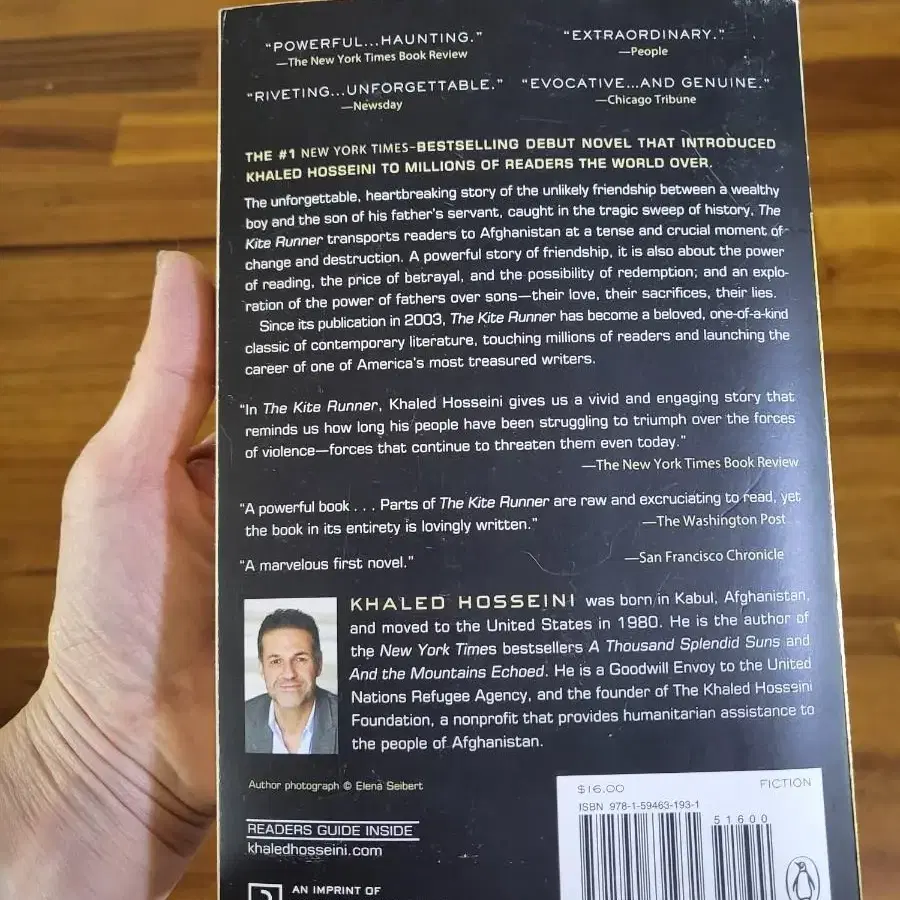 “POWERFUL...HAUNTING.”
—The New York Times Book Review
“EXTRAORDINARY.”
—People
“RIVETING...UNFORGETTABLE.”
—Newsday
“EVOCATIVE...AND GENUINE.”
—Chicago Tribune
THE #1 NEW YORK TIMES–BESTSELLING DEBUT NOVEL THAT INTRODUCED
KHALED HOSSEINI TO MILLIONS OF READERS THE WORLD OVER.
The unforgettable, heartbreaking story of the unlikely friendship between a wealthy
boy and the son of his father’s servant, caught in the tragic sweep of history, The
Kite Runner transports readers to Afghanistan at a tense and crucial moment of
change and destruction. A powerful story of friendship, it is also about the power
of reading, the price of betrayal, and the possibility of redemption; and an explo-
ration of the power of fathers over sons—their love, their sacrifices, their lies.
Since its publication in 2003, The Kite Runner has become a beloved, one-of-a-kind
classic of contemporary literature, touching millions of readers and launching the
career of one of America’s most treasured writers.
“In The Kite Runner, Khaled Hosseini gives us a vivid and engaging story that
reminds us how long his people have been struggling to triumph over the forces
of violence—forces that continue to threaten them even today.”
—The New York Times Book Review
“A powerful book . . . Parts of The Kite Runner are raw and excruciating to read, yet
the book in its entirety is lovingly written.” —The Washington Post
“A marvelous first novel.” —San Francisco Chronicle
KHALED HOSSEINI was born in Kabul, Afghanistan,
and moved to the United States in 1980. He is the author of
the New York Times bestsellers A Thousand Splendid Suns and
And the Mountains Echoed. He is a Goodwill Envoy to the United
Nations Refugee Agency, and the founder of The Khaled Hosseini
Foundation, a nonprofit that provides humanitarian assistance to
the people of Afghanistan.
Author photograph © Elena Seibert
READERS GUIDE INSIDE
khaledhosseini.com
AN IMPRINT OF
$16.00 FICTION
ISBN 978-1-59463-193-1
51600